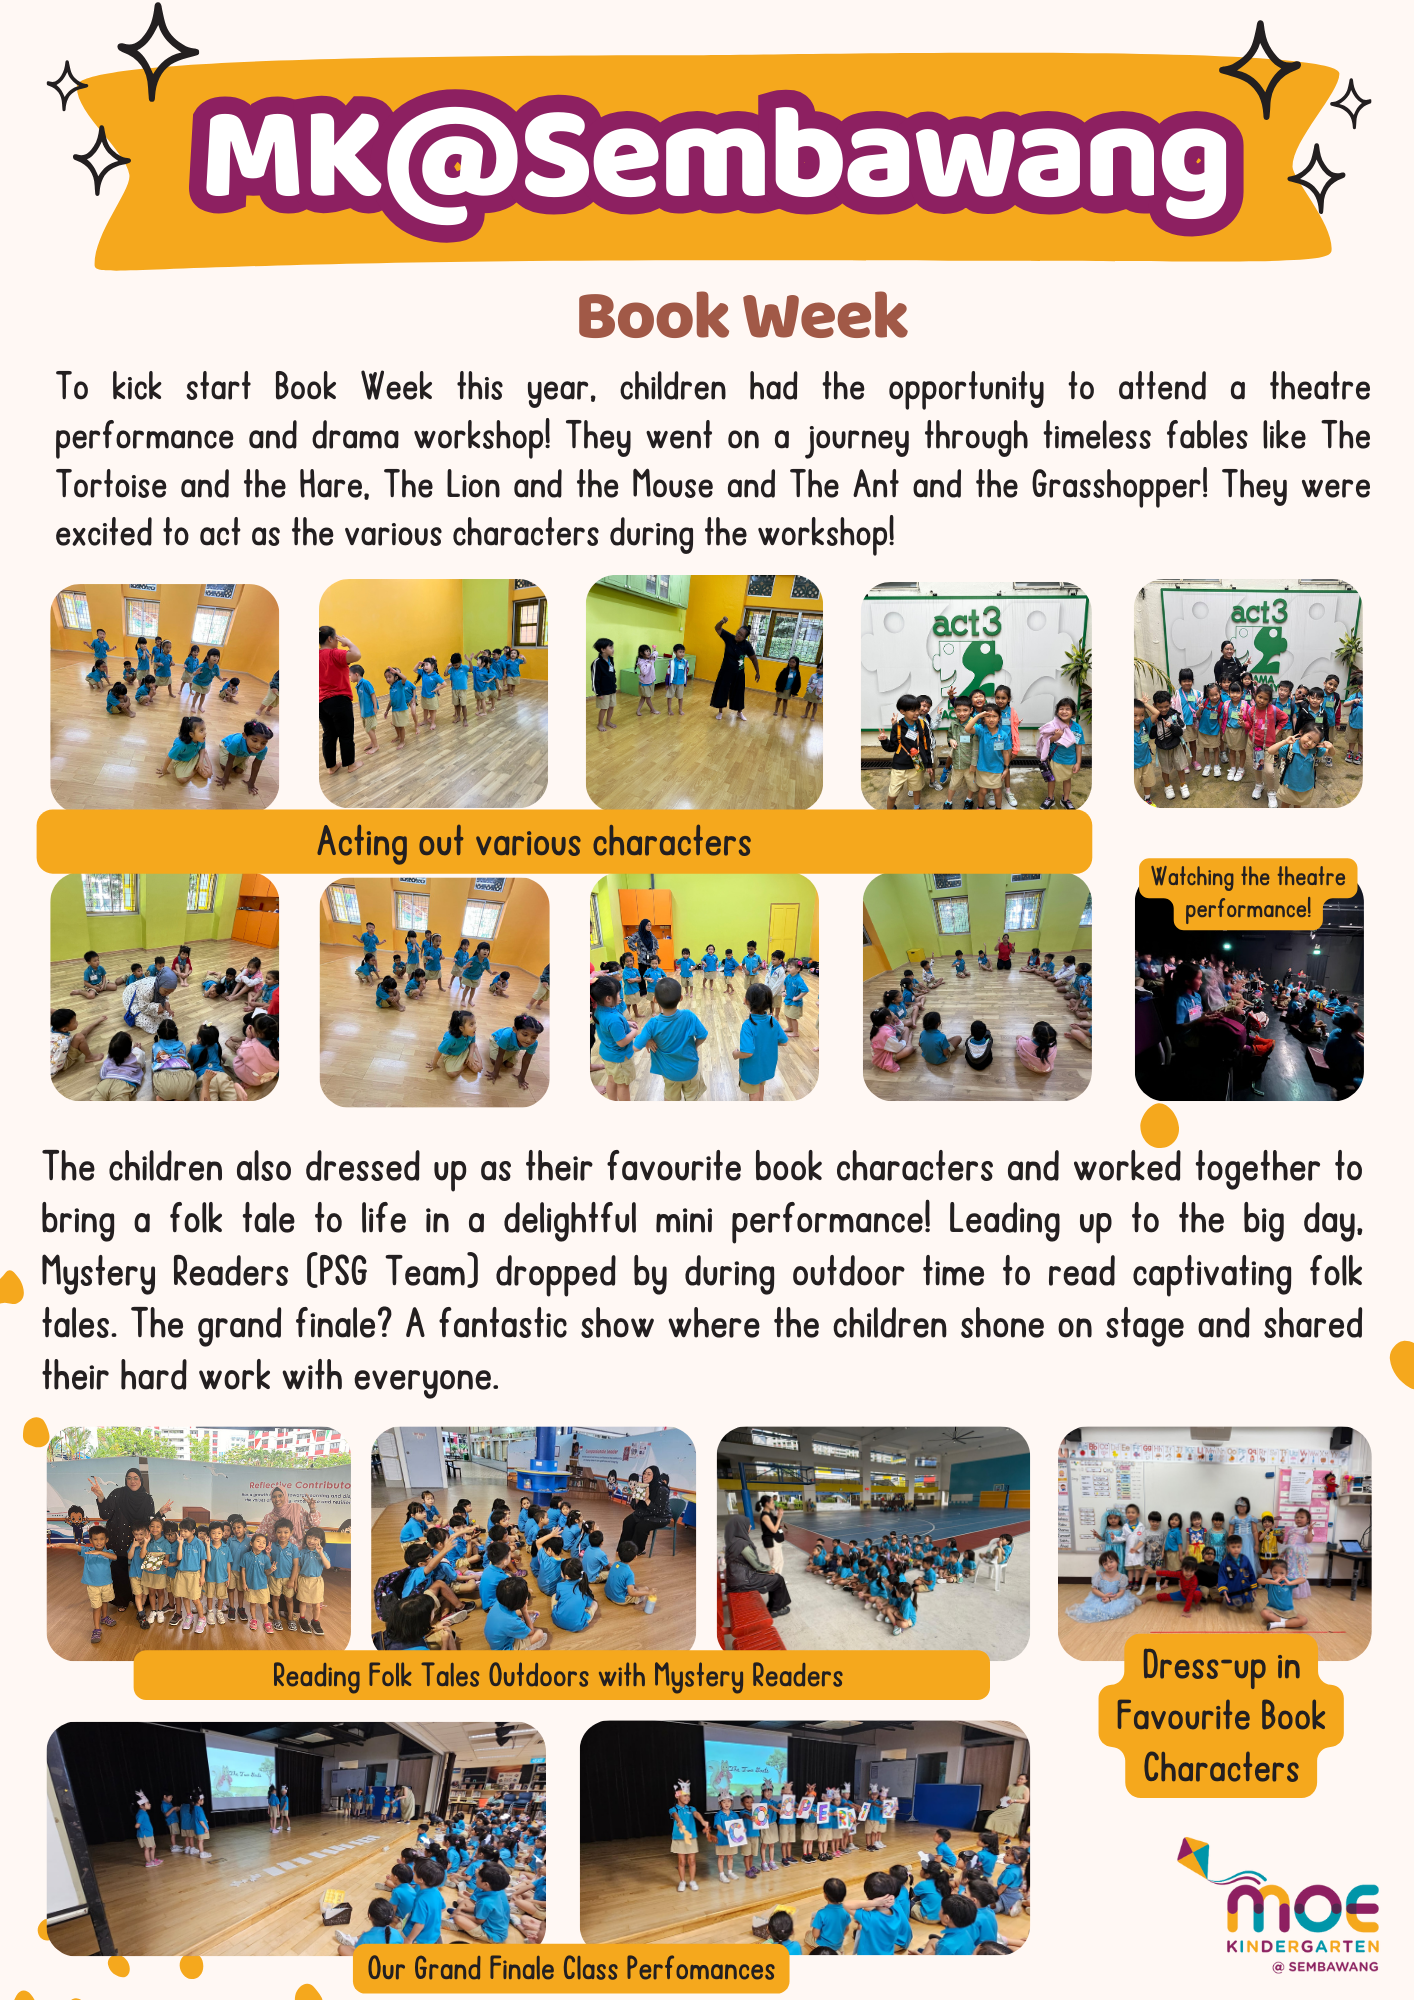 MK@Sembawang
Book Week
To kick start Book Week this year, children had the opportunity to attend a theatre
performance and drama workshop! They went on a journey through timeless fables like The
Tortoise and the Hare, The Lion and the Mouse and The Ant and the Grasshopper! They were
excited to act as the various characters during the workshop!
act3
act3
Acting out various characters
Watching the theatre
performance!
The children also dressed up as their favourite book characters and worked together to
bring a folk tale to life in a delightful mini performance! Leading up to the big day,
Mystery Readers (PSG Team) dropped by during outdoor time to read captivating folk
tales. The grand finale? A fantastic show where the children shone on stage and shared
their hard work with everyone.
Reflective Contributo
Reading Folk Tales Outdoors with Mystery Readers
Dress-up in
Favourite Book
Characters
Our Grand Finale Class Perfomances
MOE
KINDERGARTEN
@ SEMBAWANG